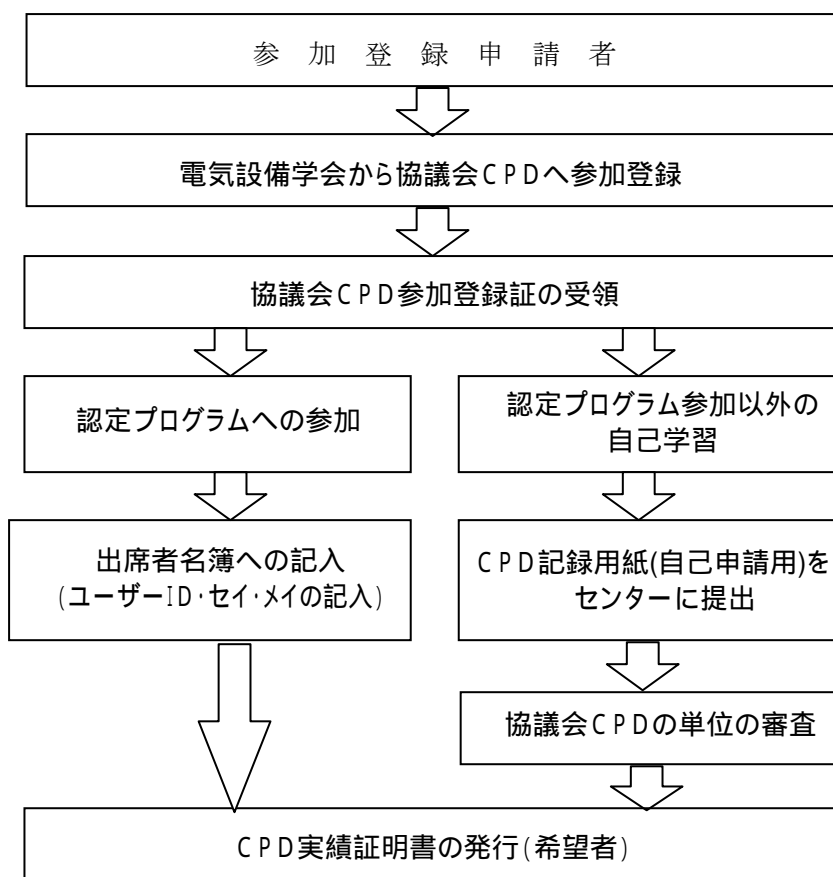 参加登録申請者
電気設備学会から協議会CPDへ参加登録
協議会CPD参加登録証の受領
認定プログラムへの参加
認定プログラム参加以外の
自己学習
出席者名簿への記入
(ユーザーID・セイ・メイの記入)
CPD記録用紙(自己申請用)を
センターに提出
協議会CPDの単位の審査
CPD実績証明書の発行(希望者)